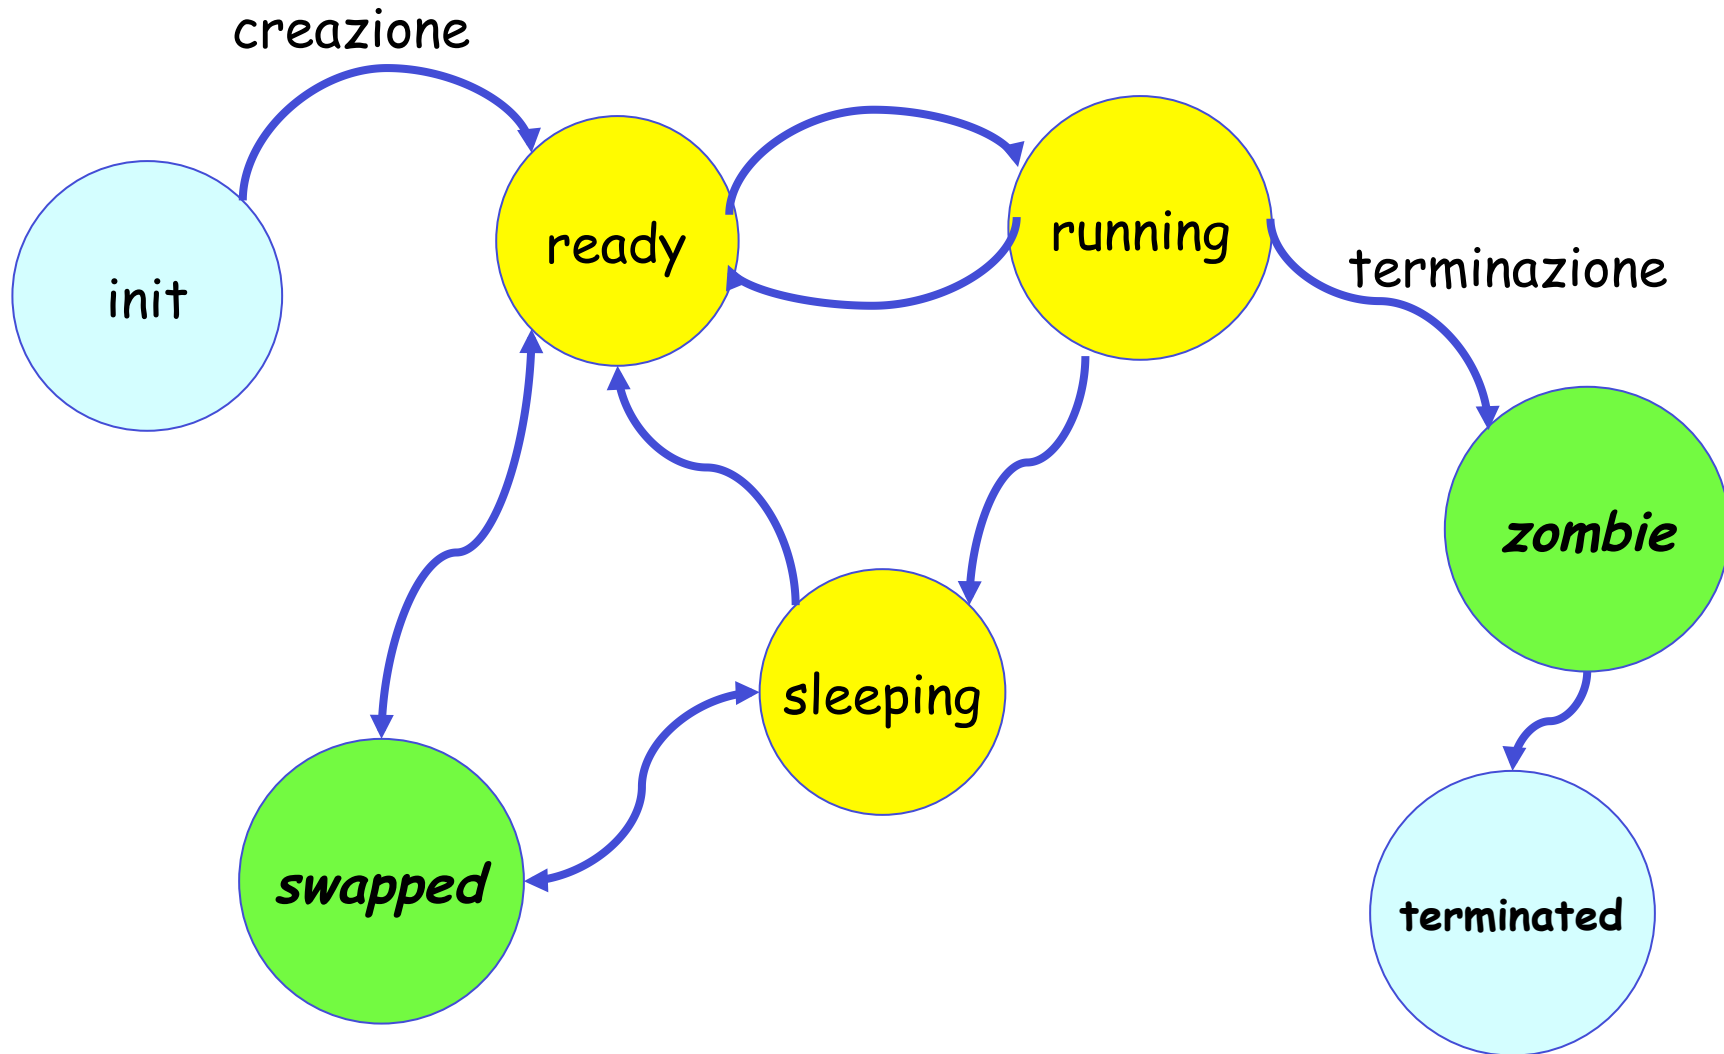 creazione
ready
running
init
terminazione
zombie
sleeping
swapped
terminated